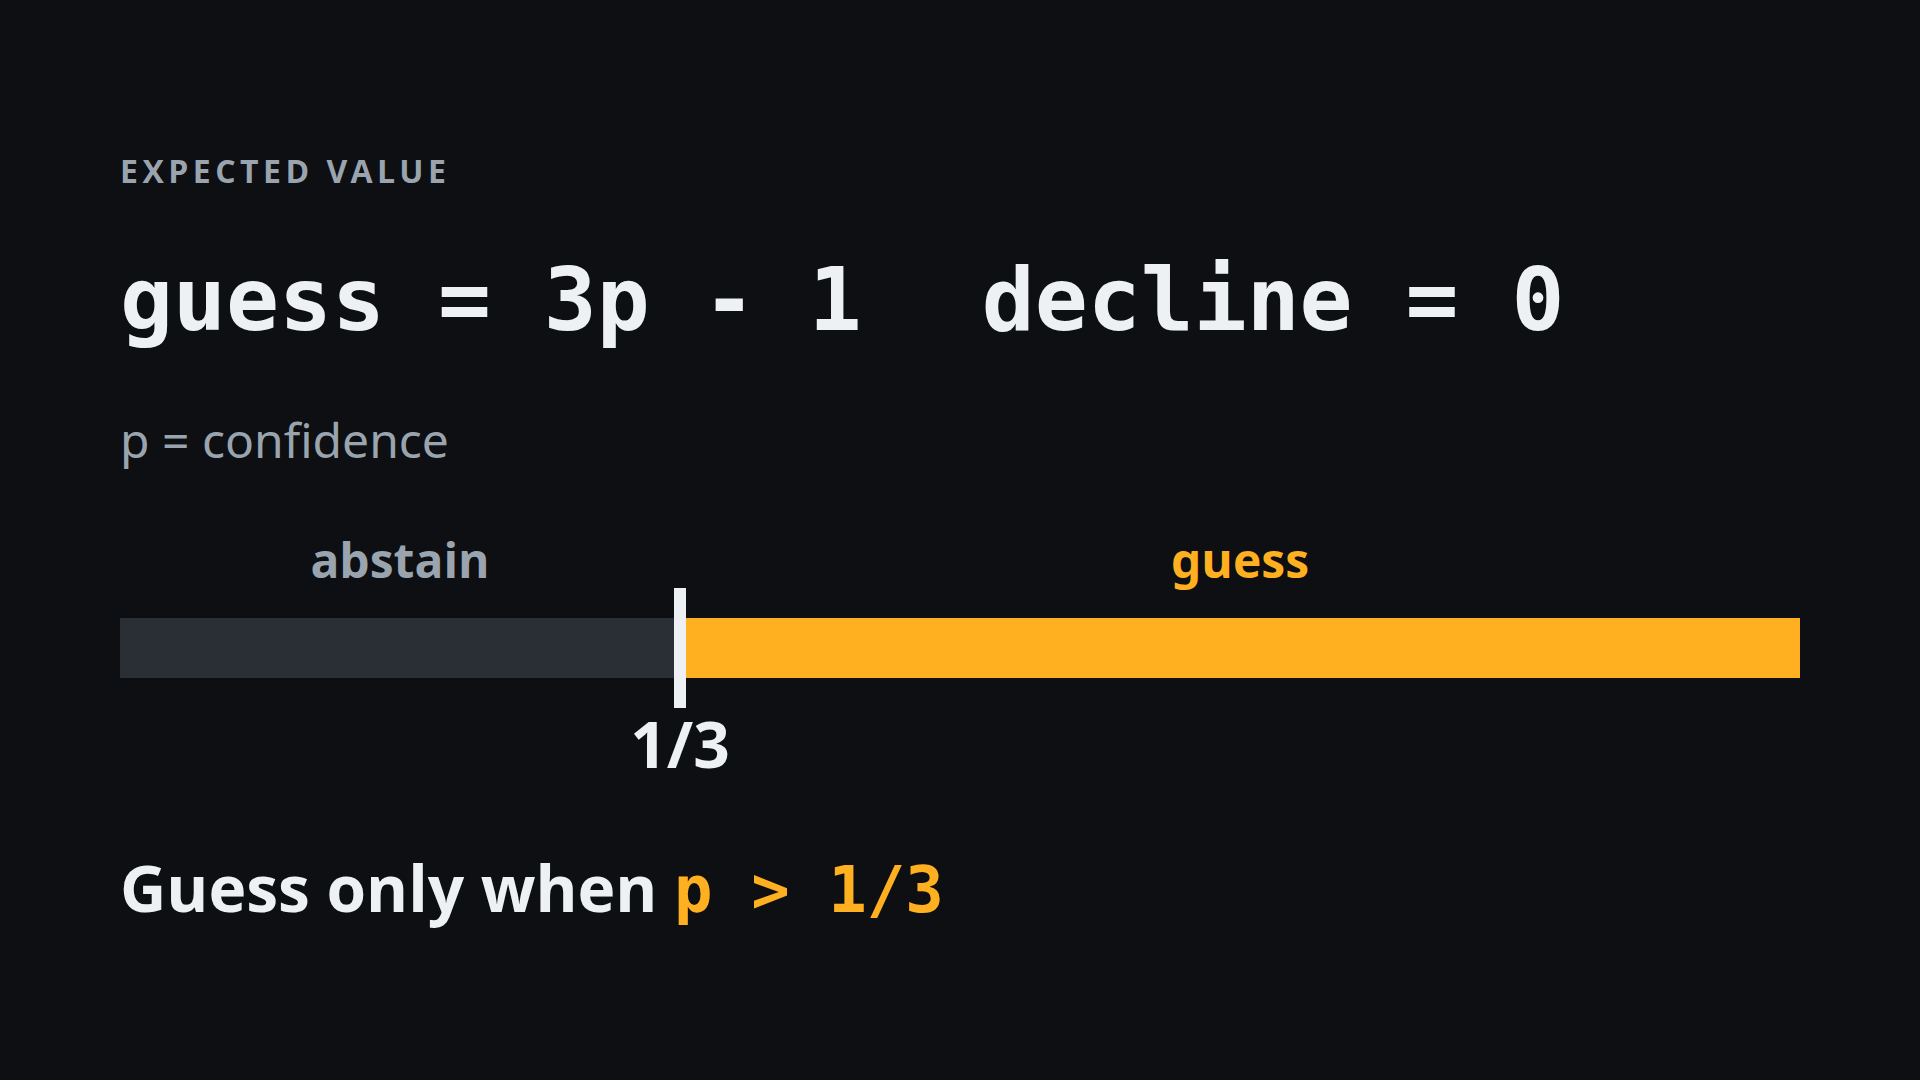 EXPECTED VALUE
guess = 3p - 1 decline = 0
p = confidence
abstain guess
1/3
Guess only when p > 1/3